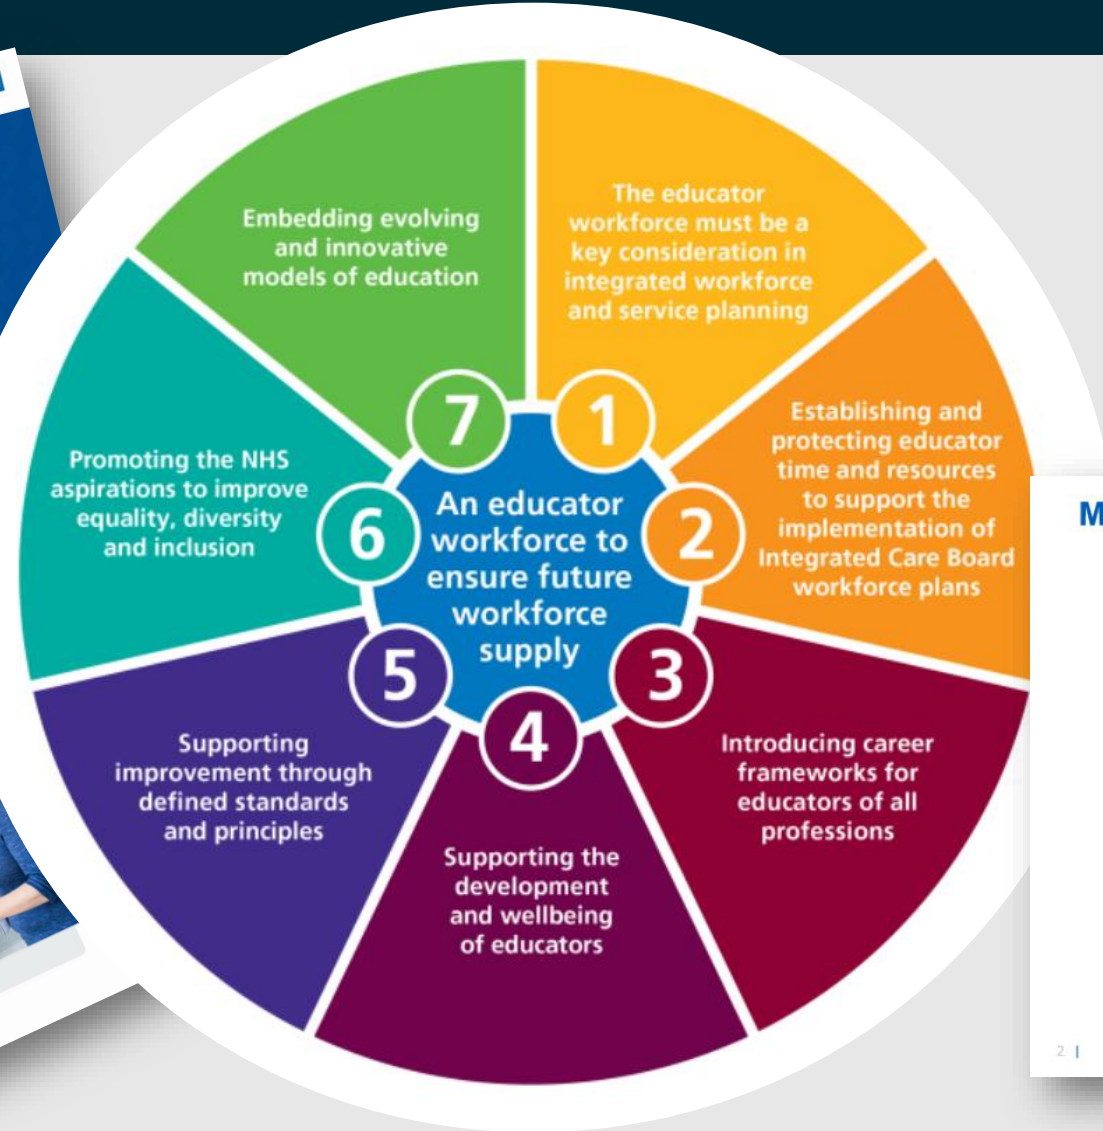 The educator
workforce must be a
key consideration in
integrated workforce
and service planning
1
Establishing and
protecting educator
time and resources
to support the
implementation of
Integrated Care Board
workforce plans
2
Introducing career
frameworks for
educators of all
professions
3
Supporting the
development
and wellbeing
of educators
4
Supporting
improvement through
defined standards
and principles
5
Promoting the NHS
aspirations to improve
equality, diversity
and inclusion
6
Embedding evolving
and innovative
models of education
7
An educator
workforce to
ensure future
workforce
supply
M
2 |